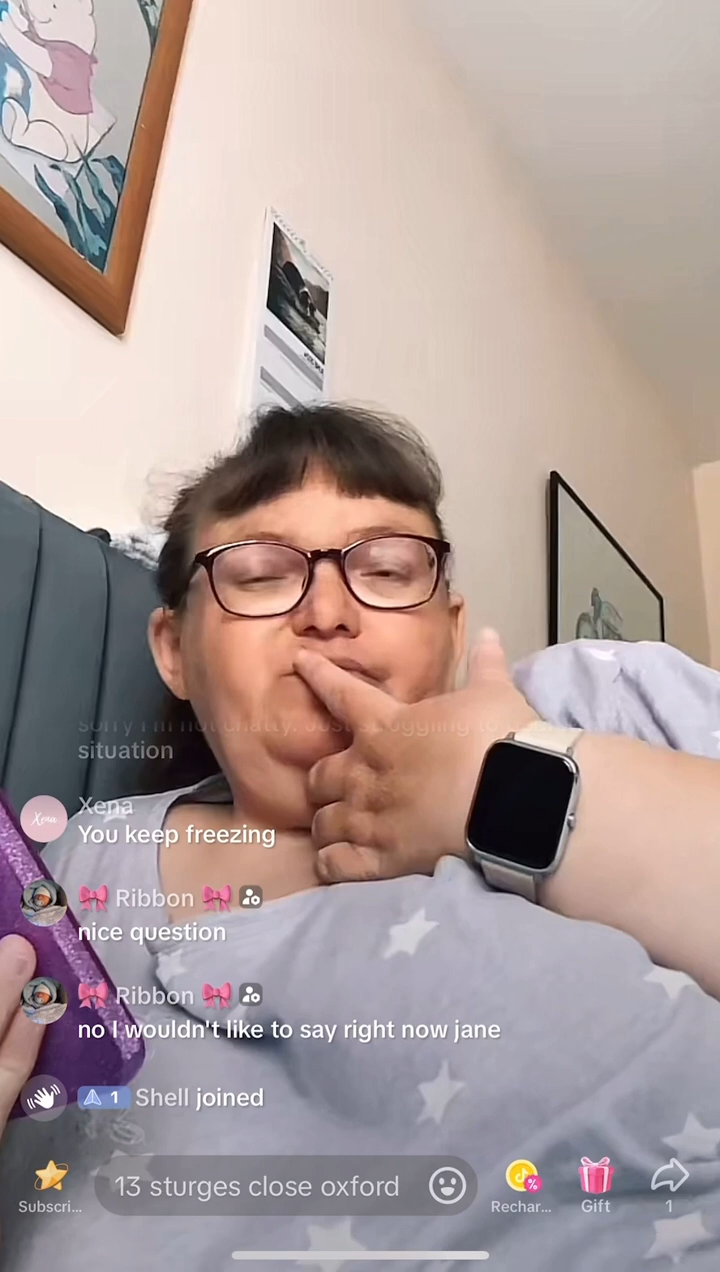 situation
Xena
You keep freezing
Ribbon
nice question
Ribbon
no I wouldn't like to say right now jane
1 Shell joined
Subscri...
13 sturges close oxford
Rechar...
Gift
1